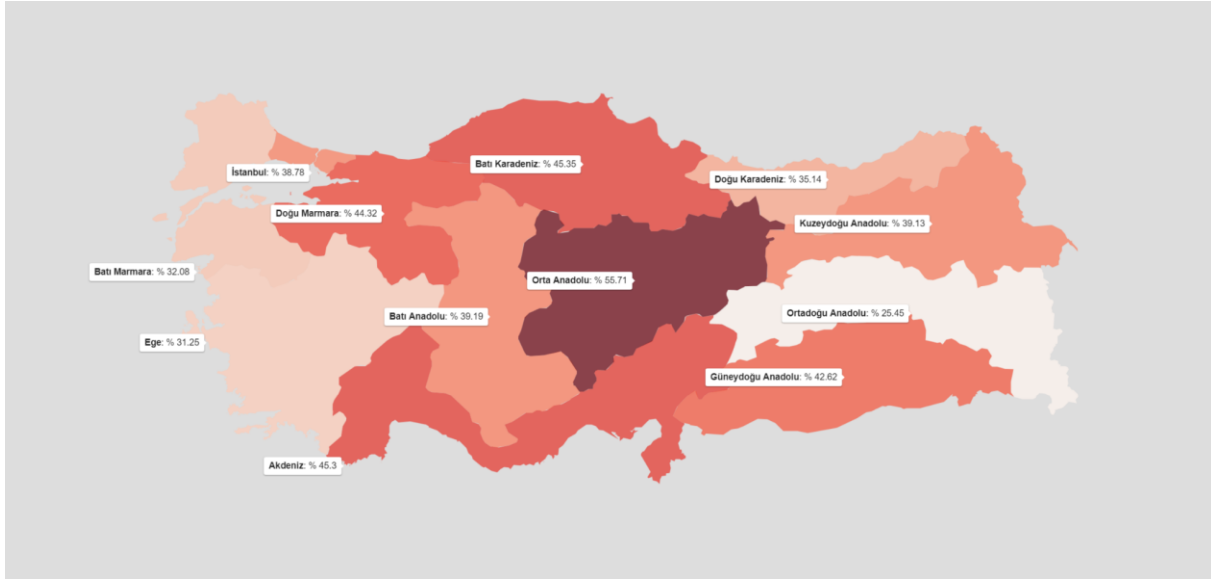 Batı Karadeniz: % 45.35
İstanbul: % 38.78
Doğu Karadeniz: % 35.14
Doğu Marmara: % 44.32
Kuzeydoğu Anadolu: % 39.13
Batı Marmara: % 32.08
Orta Anadolu: % 55.71
Batı Anadolu: % 39.19
Ortadoğu Anadolu: % 25.45
Ege: % 31.25
Güneydoğu Anadolu: % 42.62
Akdeniz: % 45.3